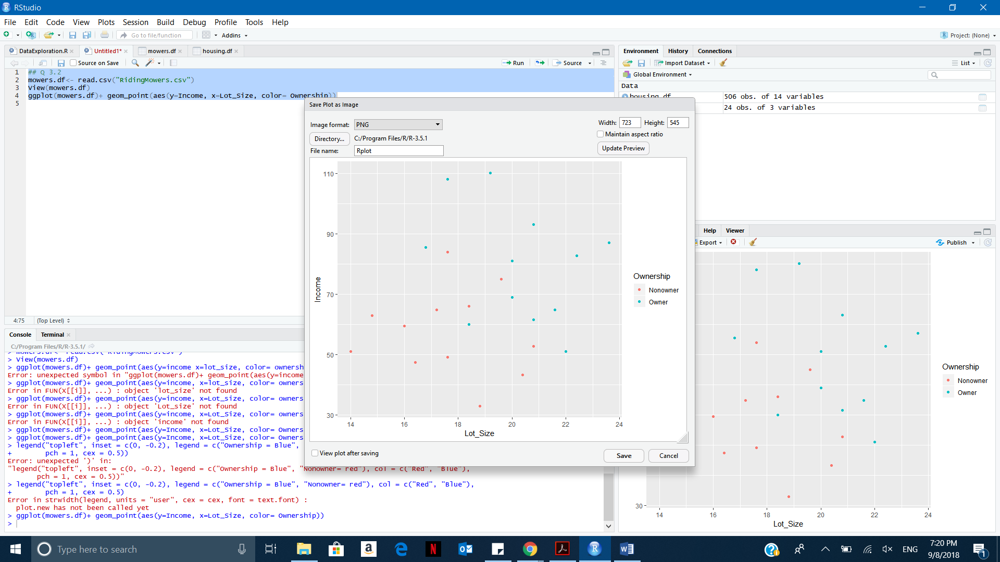 RStudio
File Edit Code View Plots Session Build Debug Profile Tools Help
Go to file/function Addins Project: (None)
DataExploration.R Untitled1* mowers.df housing.df
Source on Save Run Source
1 ## Q 3.2
2 mowers.df<- read.csv("RidingMowers.csv")
3 View(mowers.df)
4 ggplot(mowers.df)+ geom_point(aes(y=Income, x=Lot_Size, color= Ownership))
5
4:75 (Top Level)
Console Terminal
C:/Program Files/R/R-3.5.1/
> mowers.df<- read.csv("RidingMowers.csv")
> View(mowers.df)
> ggplot(mowers.df)+ geom_point(aes(y=income x=lot_size, color= ownersh
Error: unexpected symbol in "ggplot(mowers.df)+ geom_point(aes(y=income
> ggplot(mowers.df)+ geom_point(aes(y=income, x=lot_size, color= owners
Error in FUN(X[[i]], ...) : object 'lot_size' not found
> ggplot(mowers.df)+ geom_point(aes(y=income, x=Lot_size, color= owners
Error in FUN(X[[i]], ...) : object 'Lot_size' not found
> ggplot(mowers.df)+ geom_point(aes(y=income, x=Lot_Size, color= owners
Error in FUN(X[[i]], ...) : object 'income' not found
> ggplot(mowers.df)+ geom_point(aes(y=Income, x=Lot_Size, color= Owners
> ggplot(mowers.df)+ geom_point(aes(y=Income, x=Lot_Size, color= Owners
> legend("topleft", inset = c(0, -0.2), legend = c("Ownership = Blue",
+ pch = 1, cex = 0.5))
Error: unexpected ')' in:
"legend("topleft", inset = c(0, -0.2), legend = c("Ownership = Blue", "Nonowner= red"), col = c("Red", "Blue"),
pch = 1, cex = 0.5))"
> legend("topleft", inset = c(0, -0.2), legend = c("Ownership = Blue", "Nonowner= red"), col = c("Red", "Blue"),
+ pch = 1, cex = 0.5)
Error in strwidth(legend, units = "user", cex = cex, font = text.font) :
plot.new has not been called yet
> ggplot(mowers.df)+ geom_point(aes(y=Income, x=Lot_Size, color= Ownership))
>
Save Plot as Image
Image format: PNG
Directory... C:/Program Files/R/R-3.5.1
File name: Rplot
Width: 723 Height: 545
Maintain aspect ratio
Update Preview
110
90
70
50
30
Income
14 16 18 20 22 24
Lot_Size
Ownership
Nonowner
Owner
View plot after saving
Save Cancel
Environment History Connections
Import Dataset List
Global Environment
Data
housing.df 506 obs. of 14 variables
24 obs. of 3 variables
Help Viewer
Export Publish
30
14 16 18 20 22 24
Lot_Size
Ownership
Nonowner
Owner
Type here to search
ENG
7:20 PM
9/8/2018
1